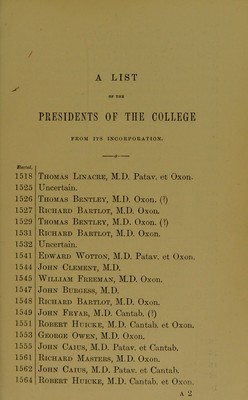 A LIST
OF THE
PRESIDENTS OF THE COLLEGE
FROM ITS INCORPORATION.
Elected.
1518 THOMAS LINACRE, M.D. Patav. et Oxon.
1525 Uncertain.
1526 THOMAS BENTLEY, M.D. Oxon. (?)
1527 RICHARD BARTLOT, M.D. Oxon.
1529 THOMAS BENTLEY, M.D. Oxon. (?)
1531 RICHARD BARTLOT, M.D. Oxon.
1532 Uncertain.
1541 EDWARD WOTTON, M.D. Patav. et Oxon.
1544 JOHN CLEMENT, M.D.
1545 WILLIAM FREEMAN, M.D. Oxon.
1547 JOHN BURGESS, M.D.
1548 RICHARD BARTLOT, M.D. Oxon.
1549 JOHN FRYAR, M.D. Cantab. (?)
1551 ROBERT HUICKE, M.D. Cantab. et Oxon.
1553 GEORGE OWEN, M.D. Oxon.
1555 JOHN CAIUS, M.D. Patav. et Cantab.
1561 RICHARD MASTERS, M.D. Oxon.
1562 JOHN CAIUS, M.D. Patav. et Cantab.
1564 ROBERT HUICKE, M.D. Cantab. et Oxon.
A 2